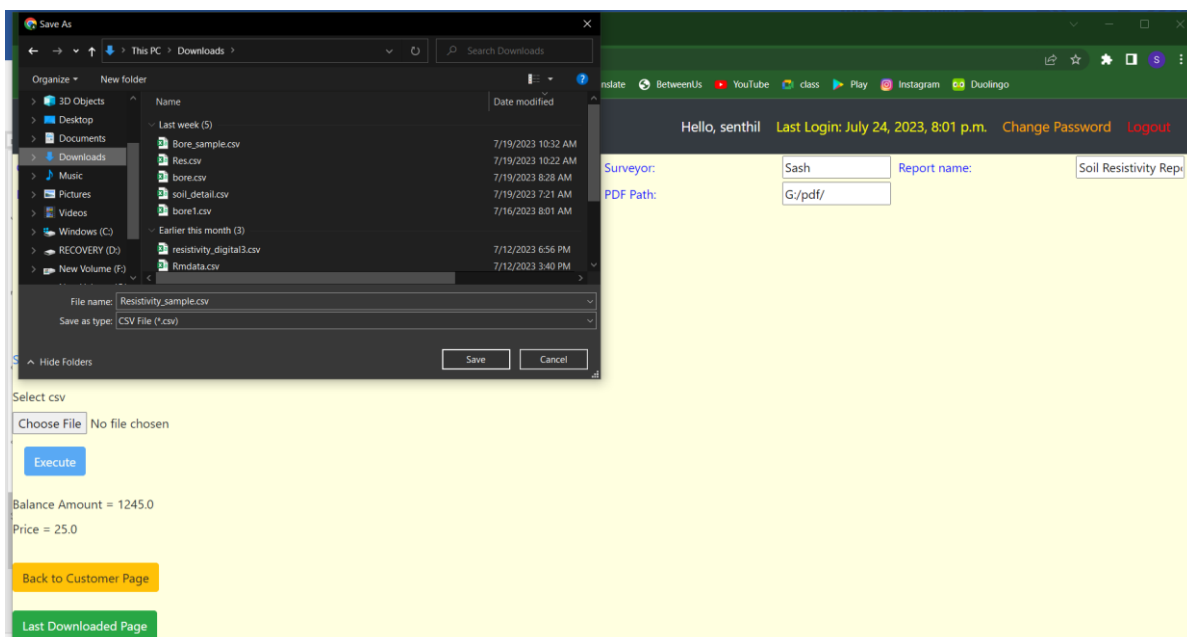 Save As
This PC > Downloads >
Search Downloads
Organize New folder
3D Objects
Desktop
Documents
Downloads
Music
Pictures
Videos
Windows (C:)
RECOVERY (D:)
New Volume (F:)
Name Date modified
Last week (5)
Bore_sample.csv 7/19/2023 10:32 AM
Res.csv 7/19/2023 10:22 AM
bore.csv 7/19/2023 8:28 AM
soil_detail.csv 7/19/2023 7:21 AM
bore1.csv 7/16/2023 8:01 AM
Earlier this month (3)
resistivity_digital3.csv 7/12/2023 6:56 PM
Rmdata.csv 7/12/2023 3:40 PM
File name: Resistivity_sample.csv
Save as type: CSV File (*.csv)
Hide Folders Save Cancel
nslate BetweenUs YouTube class Play Instagram Duolingo
S
Hello, senthil Last Login: July 24, 2023, 8:01 p.m. Change Password Logout
Surveyor: Sash Report name: Soil Resistivity Rep
PDF Path: G:/pdf/
Select csv
Choose File No file chosen
Execute
Balance Amount = 1245.0
Price = 25.0
Back to Customer Page
Last Downloaded Page